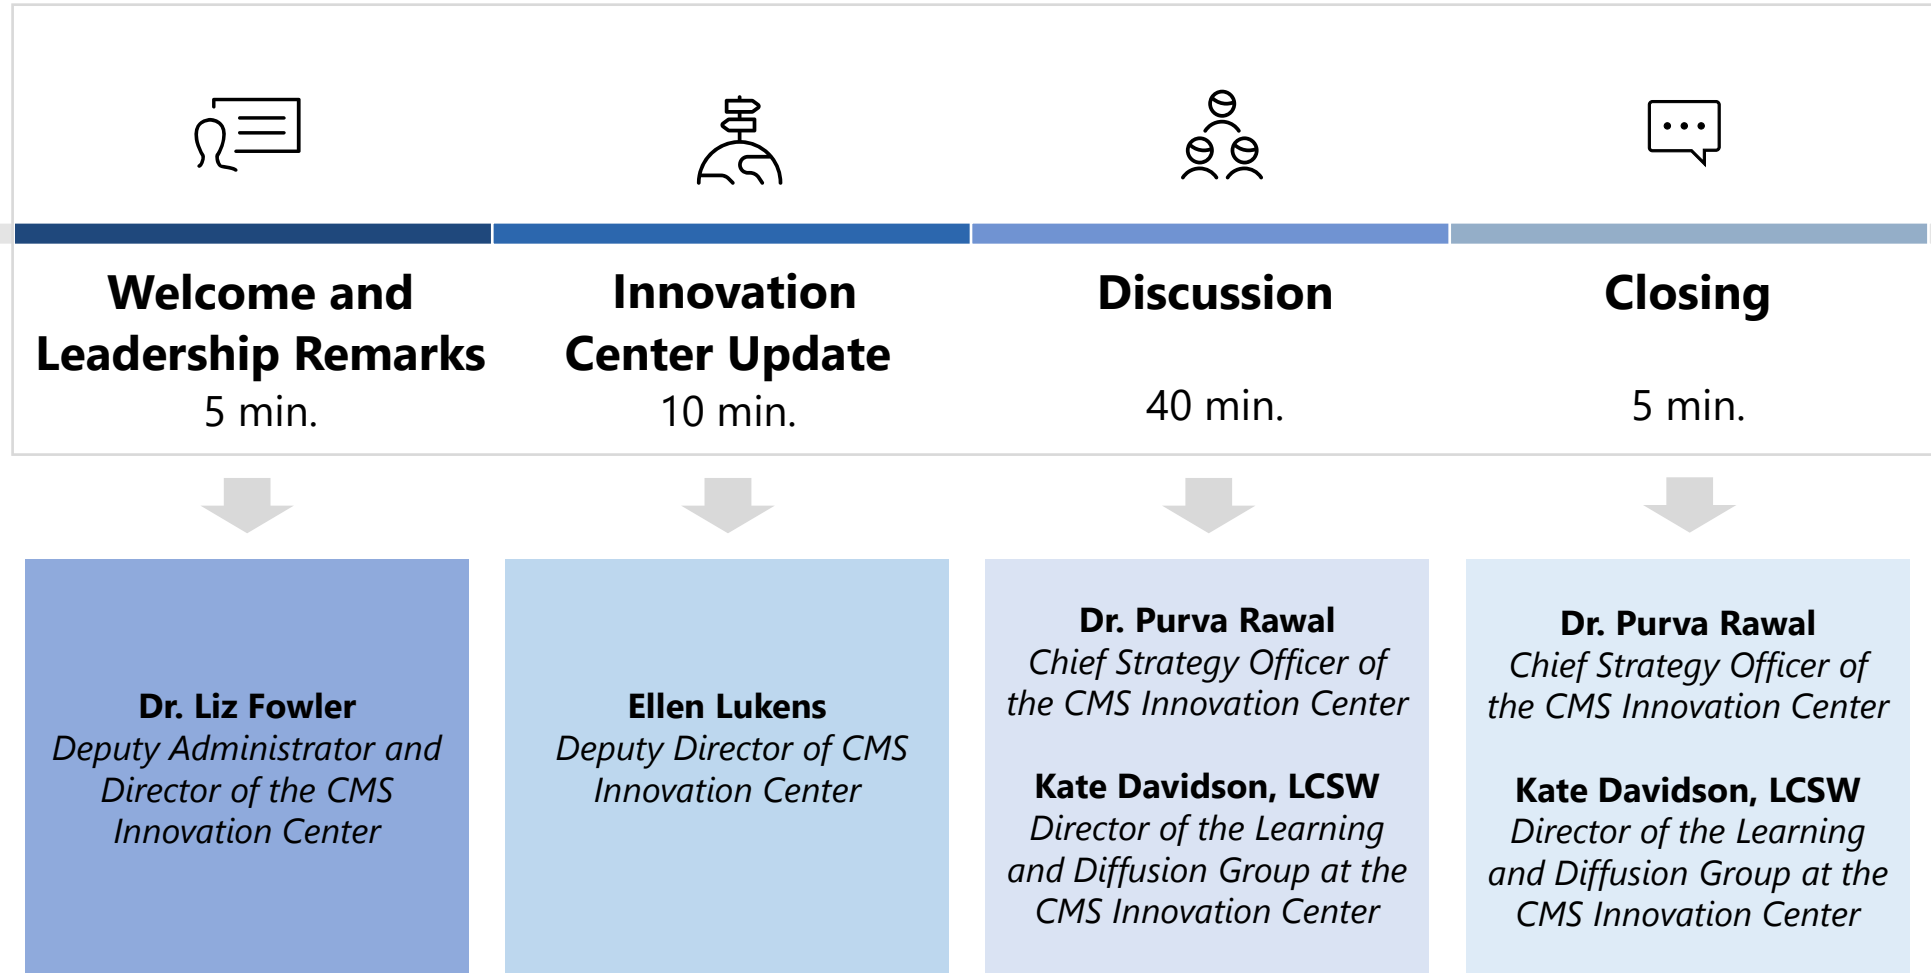 Welcome and
Leadership Remarks
5 min.
Innovation
Center Update
10 min.
Discussion
40 min.
Closing
5 min.
Dr. Liz Fowler
Deputy Administrator and
Director of the CMS
Innovation Center
Ellen Lukens
Deputy Director of CMS
Innovation Center
Dr. Purva Rawal
Chief Strategy Officer of
the CMS Innovation Center
Kate Davidson, LCSW
Director of the Learning
and Diffusion Group at the
CMS Innovation Center
Dr. Purva Rawal
Chief Strategy Officer of
the CMS Innovation Center
Kate Davidson, LCSW
Director of the Learning
and Diffusion Group at the
CMS Innovation Center